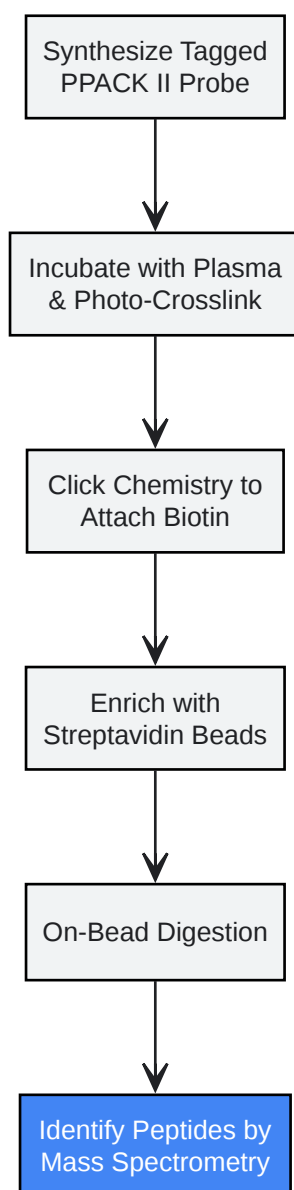 Synthesize Tagged
PPACK II Probe
Incubate with Plasma
& Photo-Crosslink
Click Chemistry to
Attach Biotin
Enrich with
Streptavidin Beads
On-Bead Digestion
Identify Peptides by
Mass Spectrometry